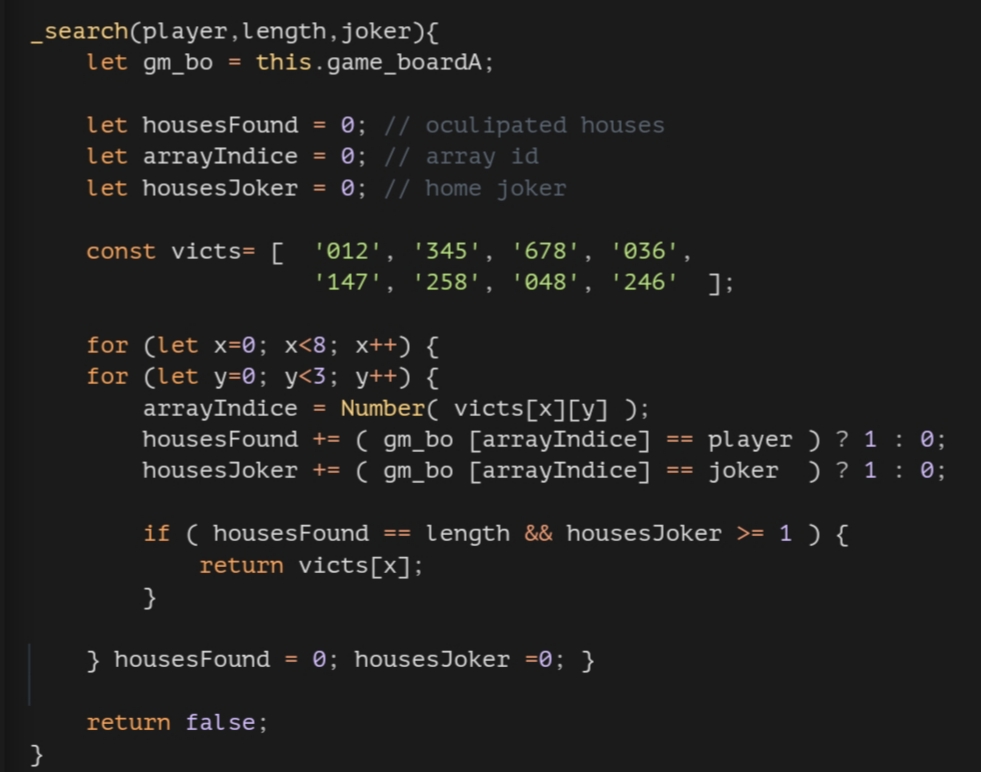 _search(player,length,joker){
    let gm_bo = this.game_boardA;

    let housesFound = 0; // oculipated houses
    let arrayIndice = 0; // array id
    let housesJoker = 0; // home joker

    const victs= [  '012', '345', '678', '036',
                    '147', '258', '048', '246'  ];

    for (let x=0; x<8; x++) {
    for (let y=0; y<3; y++) {
        arrayIndice = Number( victs[x][y] );
        housesFound += ( gm_bo [arrayIndice] == player ) ? 1 : 0;
        housesJoker += ( gm_bo [arrayIndice] == joker  ) ? 1 : 0;

        if ( housesFound == length && housesJoker >= 1 ) {
            return victs[x];
        }

    } housesFound = 0; housesJoker =0; }

    return false;
}